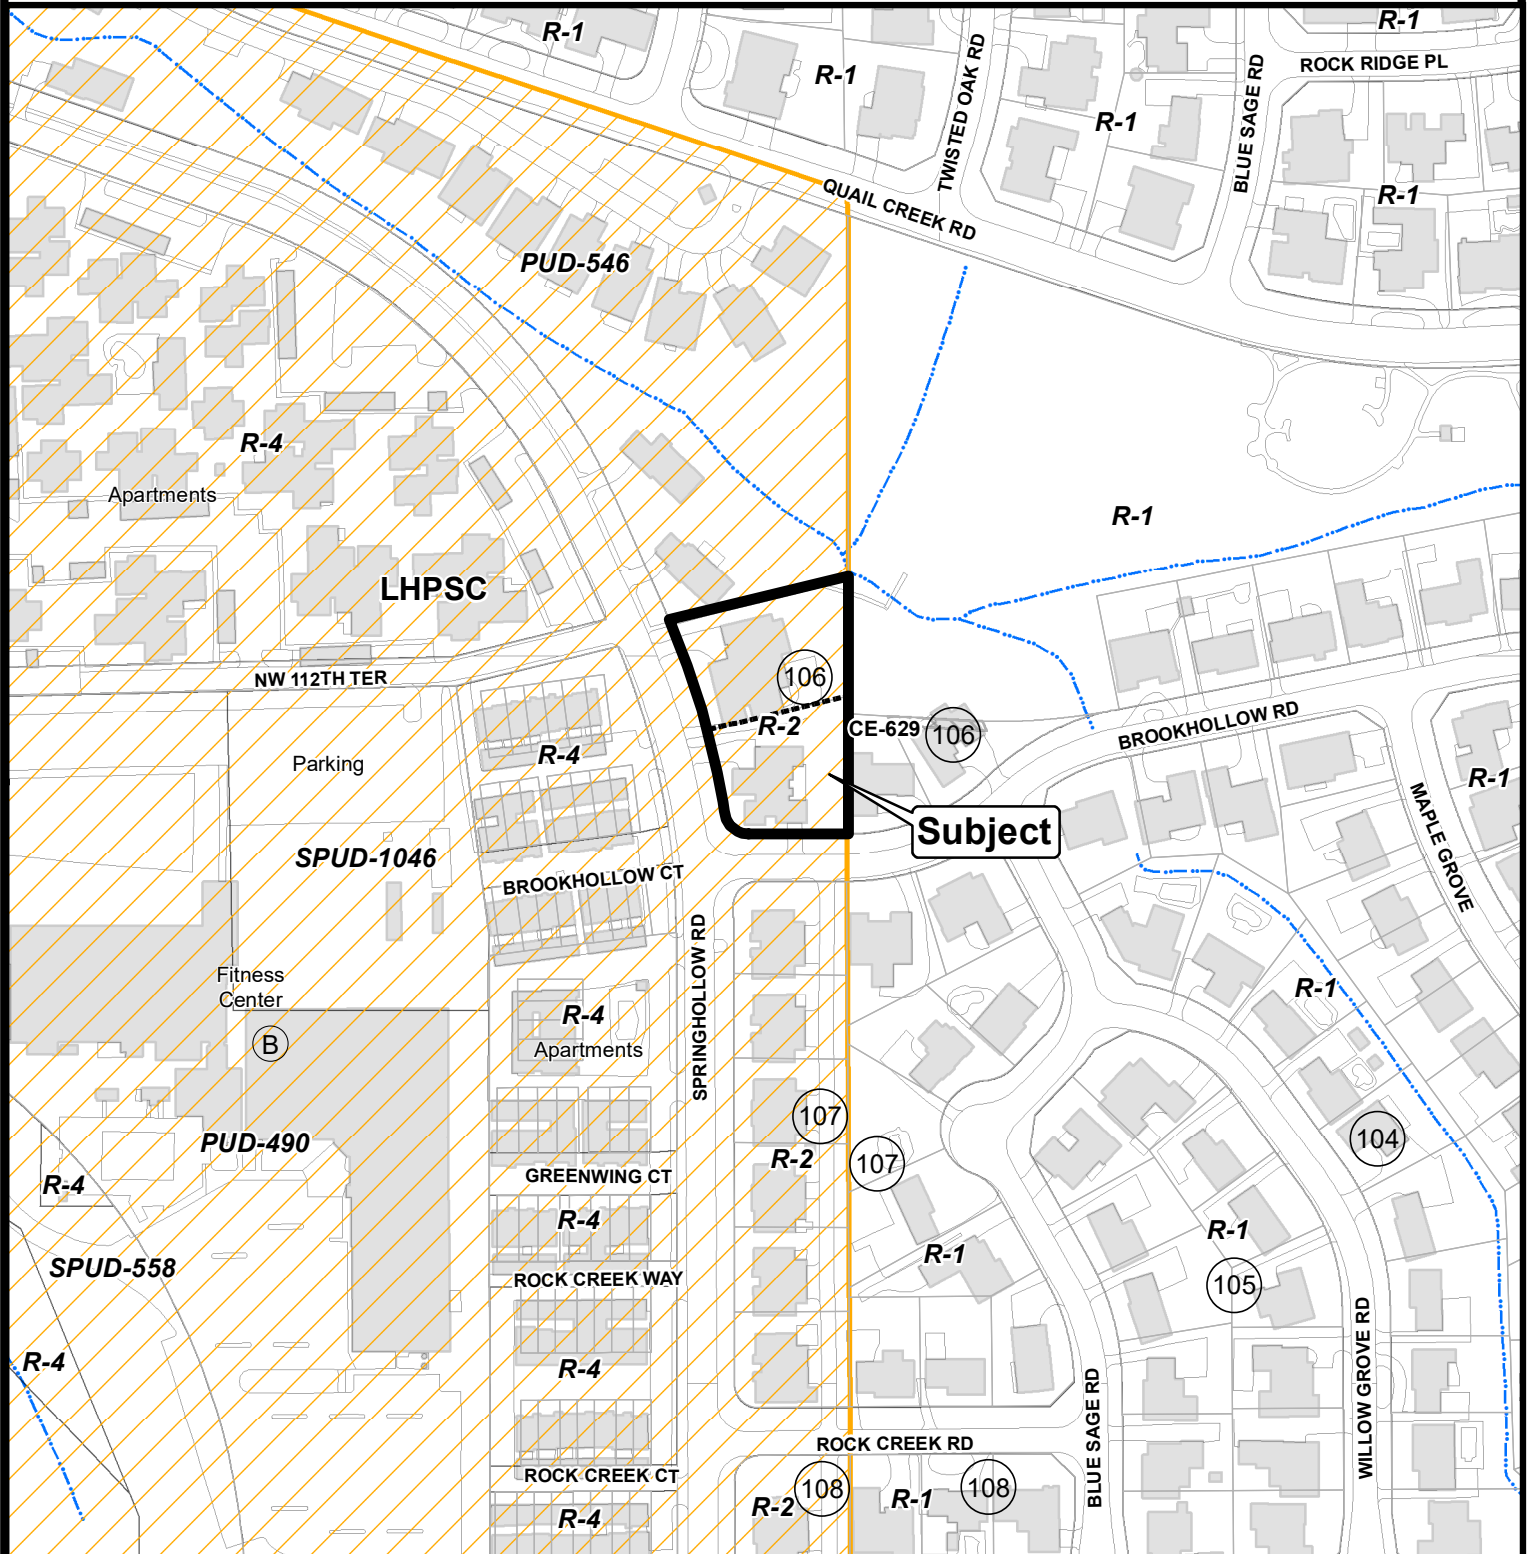 R-1
R-1
ROCK RIDGE PL
R-1
TWISTED OAK RD
R-1
BLUE SAGE RD
QUAIL CREEK RD
R-1
PUD-546
R-4
Apartments
R-1
LHPSC
NW 112TH TER
106
R-2
CE-629
106
BROOKHOLLOW RD
R-4
Parking
R-1
MAPLE GROVE
Subject
SPUD-1046
BROOKHOLLOW CT
SPRINGHOLLOW RD
Fitness
Center
R-1
R-4
B
Apartments
107
104
PUD-490
R-2
107
R-4
GREENWING CT
R-4
R-1
R-1
SPUD-558
ROCK CREEK WAY
105
R-4
R-4
WILLOW GROVE RD
BLUE SAGE RD
ROCK CREEK RD
ROCK CREEK CT
108
108
R-2
R-1
R-4